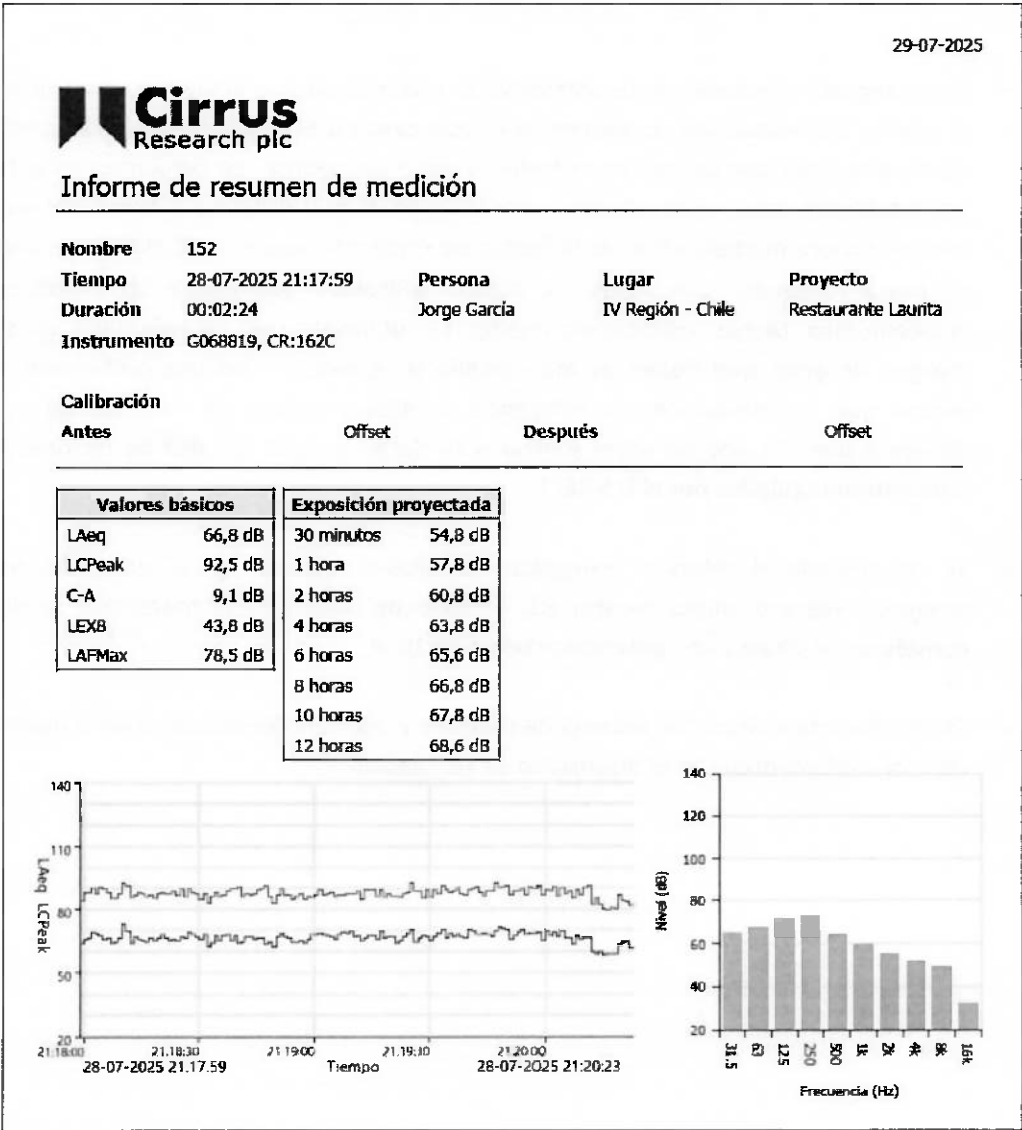 29-07-2025
Cirrus
Research plc
Informe de resumen de medición
Nombre 152
Tiempo 28-07-2025 21:17:59 Persona Lugar Proyecto
Duración 00:02:24 Jorge García IV Región - Chile Restaurante Laurita
Instrumento G068819, CR:162C
Calibración
Antes Offset Después Offset
Valores básicos Exposición proyectada
LAeq 66,8 dB 30 minutos 54,8 dB
LCPeak 92,5 dB 1 hora 57,8 dB
C-A 9,1 dB 2 horas 60,8 dB
LEX8 43,8 dB 4 horas 63,8 dB
LAFMax 78,5 dB 6 horas 65,6 dB
8 horas 66,8 dB
10 horas 67,8 dB
12 horas 68,6 dB
140
110
80
50
20
LAeq LCPeak
21:18:00 21:18:30 21:19:00 21:19:30 21:20:00
28-07-2025 21:17:59 Tiempo 28-07-2025 21:20:23
140
120
100
80
60
40
20
Nivel (dB)
31.5 63 125 250 500 1k 2k 4k 8k 16k
Frecuencia (Hz)